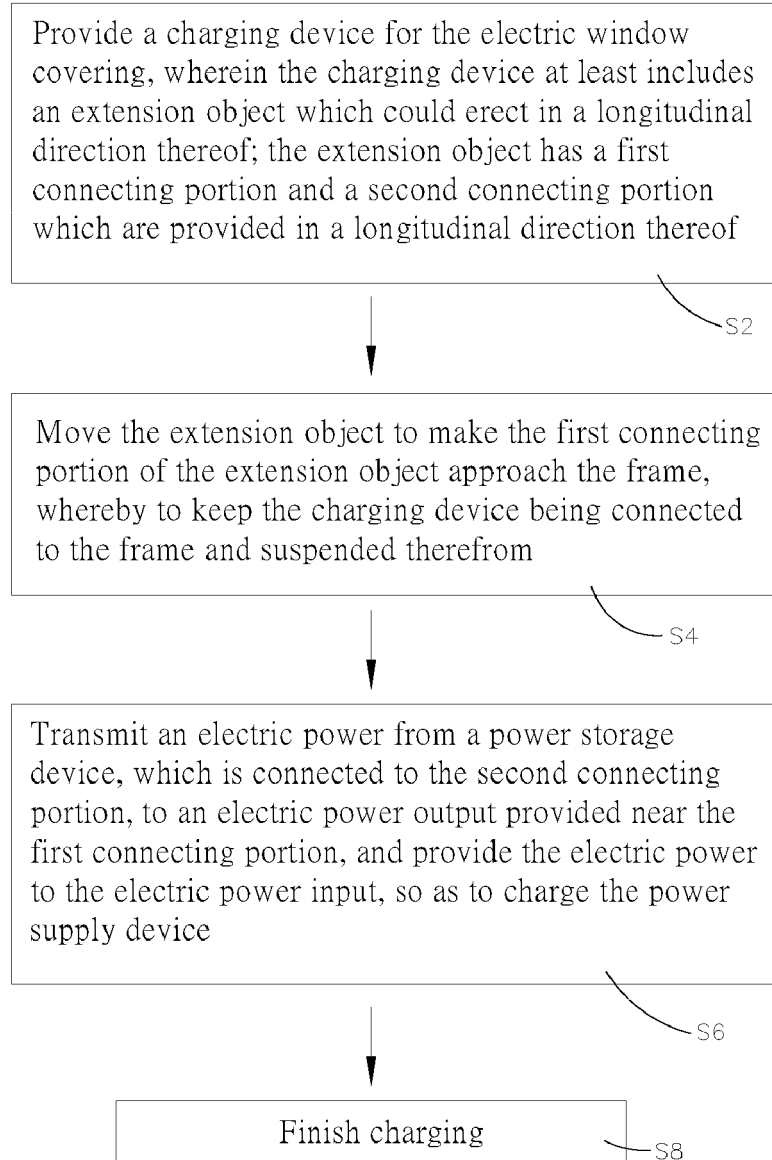 Provide a charging device for the electric window
covering, wherein the charging device at least includes
an extension object which could erect in a longitudinal
direction thereof; the extension object has a first
connecting portion and a second connecting portion
which are provided in a longitudinal direction thereof
S2
Move the extension object to make the first connecting
portion of the extension object approach the frame,
whereby to keep the charging device being connected
to the frame and suspended therefrom
S4
Transmit an electric power from a power storage
device, which is connected to the second connecting
portion, to an electric power output provided near the
first connecting portion, and provide the electric power
to the electric power input, so as to charge the power
supply device
S6
Finish charging
S8